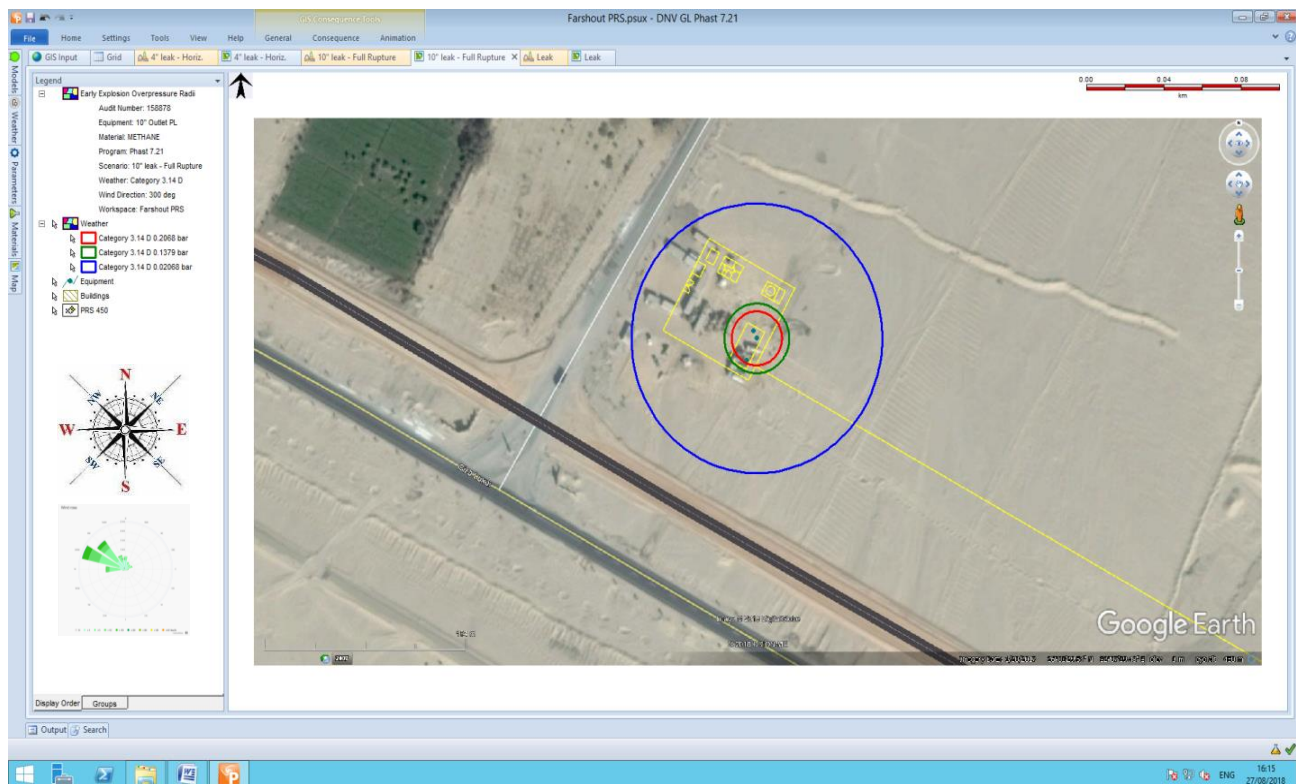 GIS Consequence Tools
Farshout PRS.psux - DNV GL Phast 7.21
File Home Settings Tools View Help General Consequence Animation
GIS Input Grid 4" leak - Horiz. 4" leak - Horiz. 10" leak - Full Rupture 10" leak - Full Rupture Leak Leak
Models
Weather
Parameters
Materials
Map
Legend
Early Explosion Overpressure Radii
Audit Number: 158878
Equipment: 10" Outlet PL
Material: METHANE
Program: Phast 7.21
Scenario: 10" leak - Full Rupture
Weather: Category 3.14 D
Wind Direction: 300 deg
Workspace: Farshout PRS
Weather
Category 3.14 D 0.2068 bar
Category 3.14 D 0.1379 bar
Category 3.14 D 0.02068 bar
Equipment
Buildings
PRS 450
N
NW NE
W E
SW SE
S
0.00 0.04 0.08
km
Google Earth
Display Order Groups
Output Search
ENG
16:15
27/08/2018